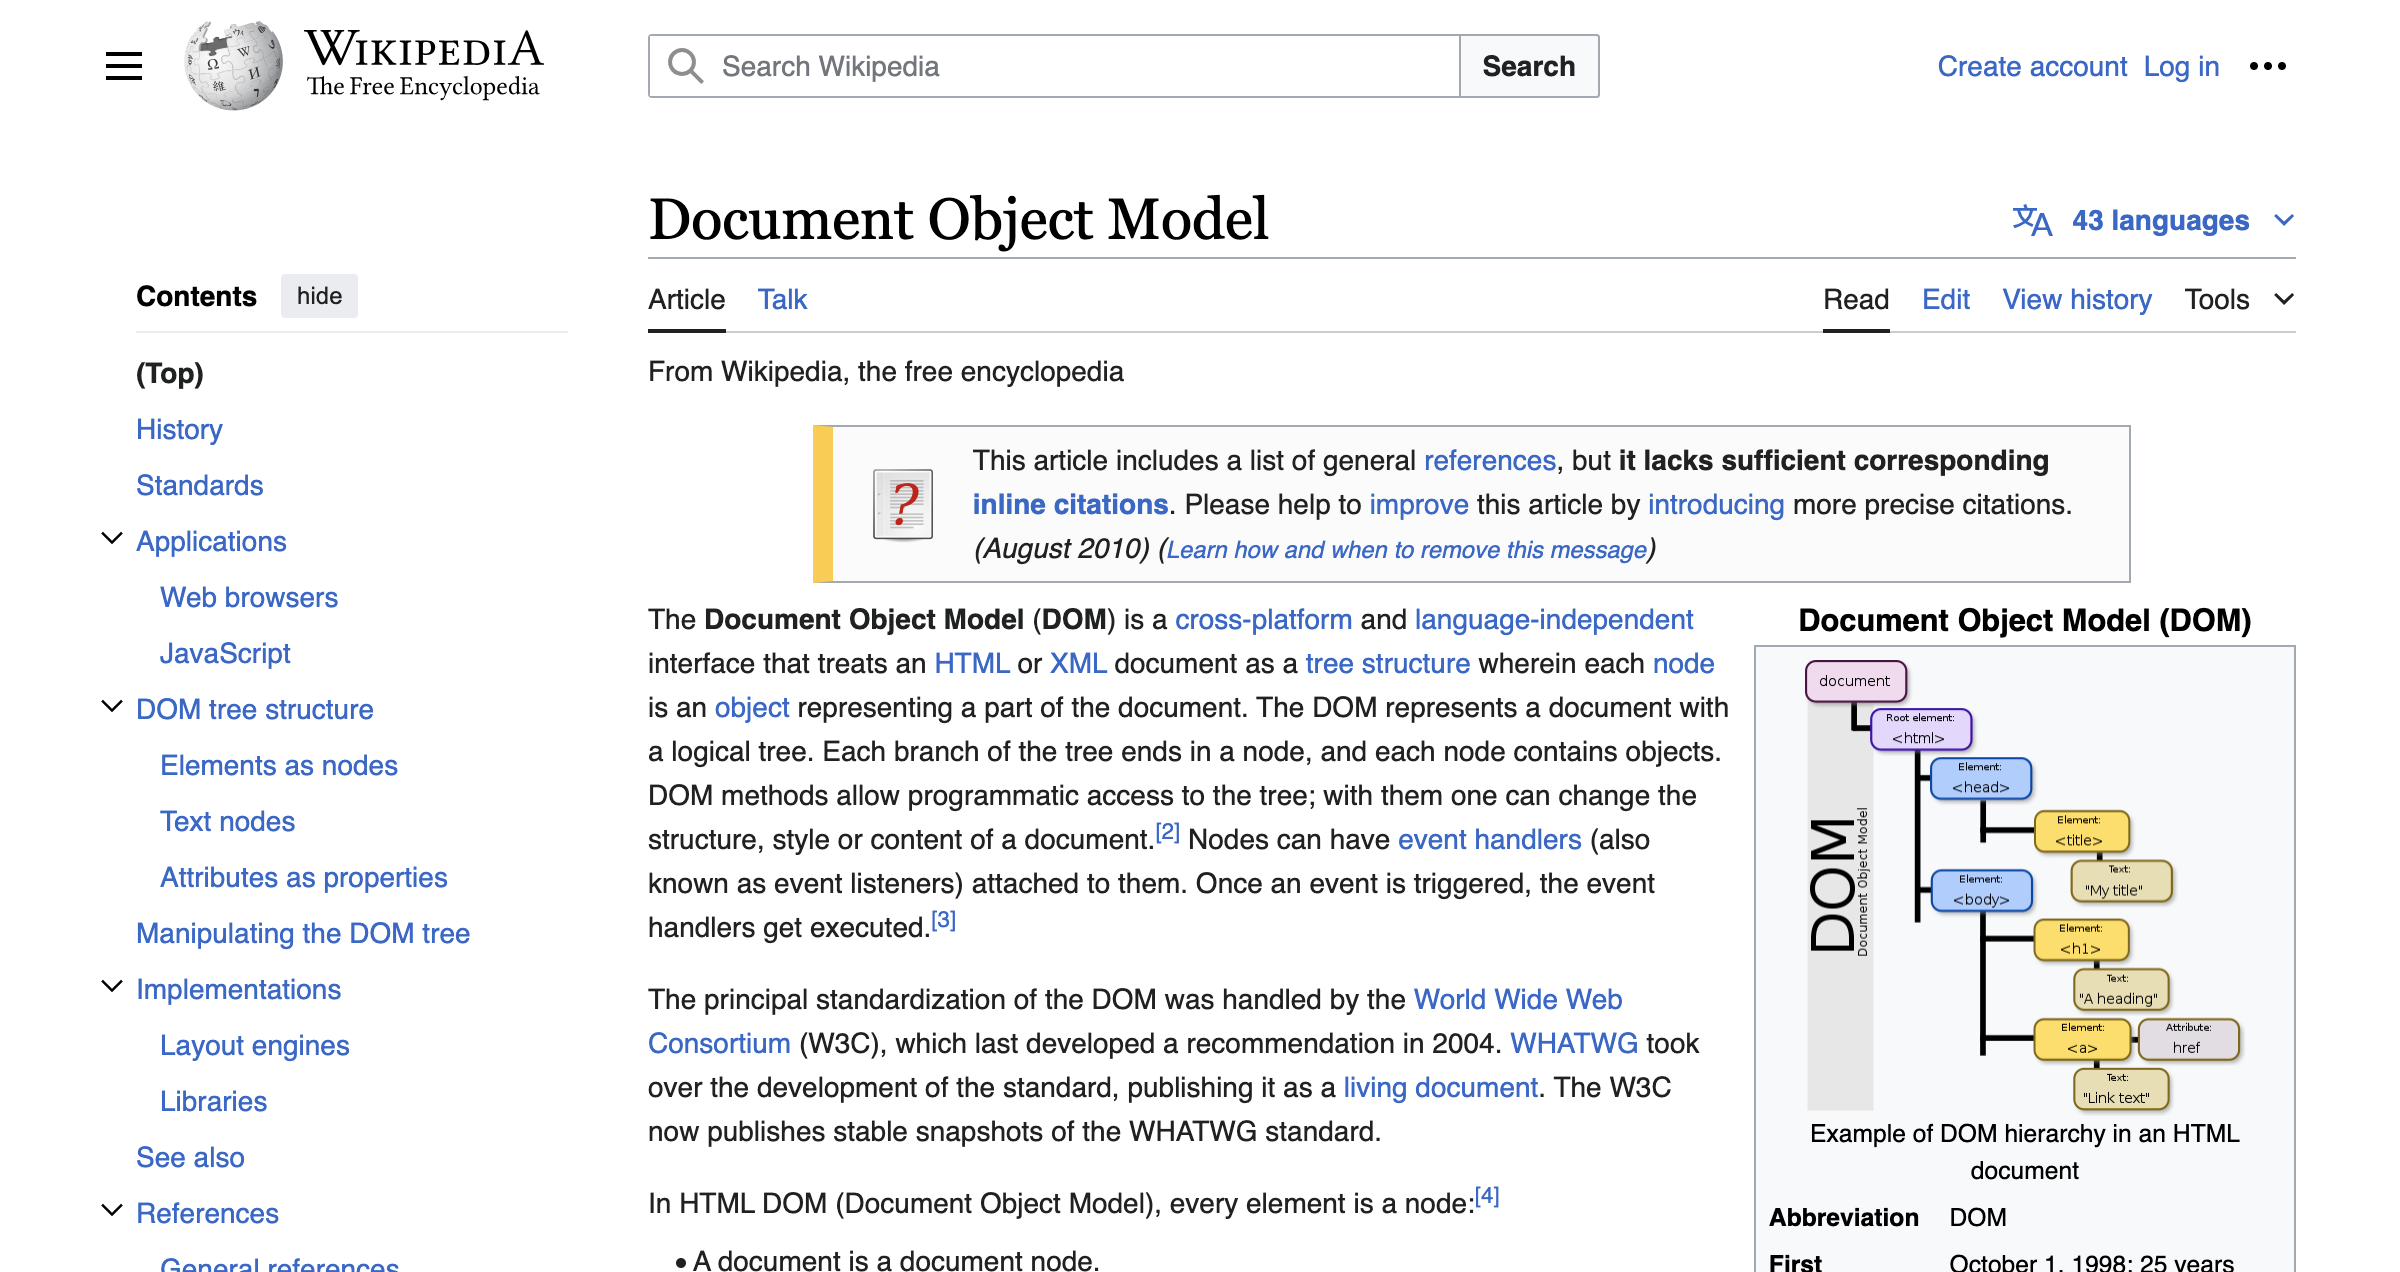 WIKIPEDIA
The Free Encyclopedia
Search Wikipedia
Search
Create account
Log in
Document Object Model
43 languages
Contents
hide
(Top)
History
Standards
Applications
Web browsers
JavaScript
DOM tree structure
Elements as nodes
Text nodes
Attributes as properties
Manipulating the DOM tree
Implementations
Layout engines
Libraries
See also
References
General references
Article
Talk
Read
Edit
View history
Tools
From Wikipedia, the free encyclopedia
This article includes a list of general references, but it lacks sufficient corresponding
inline citations. Please help to improve this article by introducing more precise citations.
(August 2010) (Learn how and when to remove this message)
The Document Object Model (DOM) is a cross-platform and language-independent
interface that treats an HTML or XML document as a tree structure wherein each node
is an object representing a part of the document. The DOM represents a document with
a logical tree. Each branch of the tree ends in a node, and each node contains objects.
DOM methods allow programmatic access to the tree; with them one can change the
structure, style or content of a document.[2] Nodes can have event handlers (also
known as event listeners) attached to them. Once an event is triggered, the event
handlers get executed.[3]
The principal standardization of the DOM was handled by the World Wide Web
Consortium (W3C), which last developed a recommendation in 2004. WHATWG took
over the development of the standard, publishing it as a living document. The W3C
now publishes stable snapshots of the WHATWG standard.
In HTML DOM (Document Object Model), every element is a node:[4]
• A document is a document node.
Document Object Model (DOM)
document
Root element:
<html>
Element:
<head>
Element:
<title>
Text:
"My title"
Element:
<body>
Element:
<h1>
Text:
"A heading"
Element:
<a>
Attribute:
href
Text:
"Link text"
DOM
Document Object Model
Example of DOM hierarchy in an HTML
document
Abbreviation DOM
First October 1, 1998; 25 years